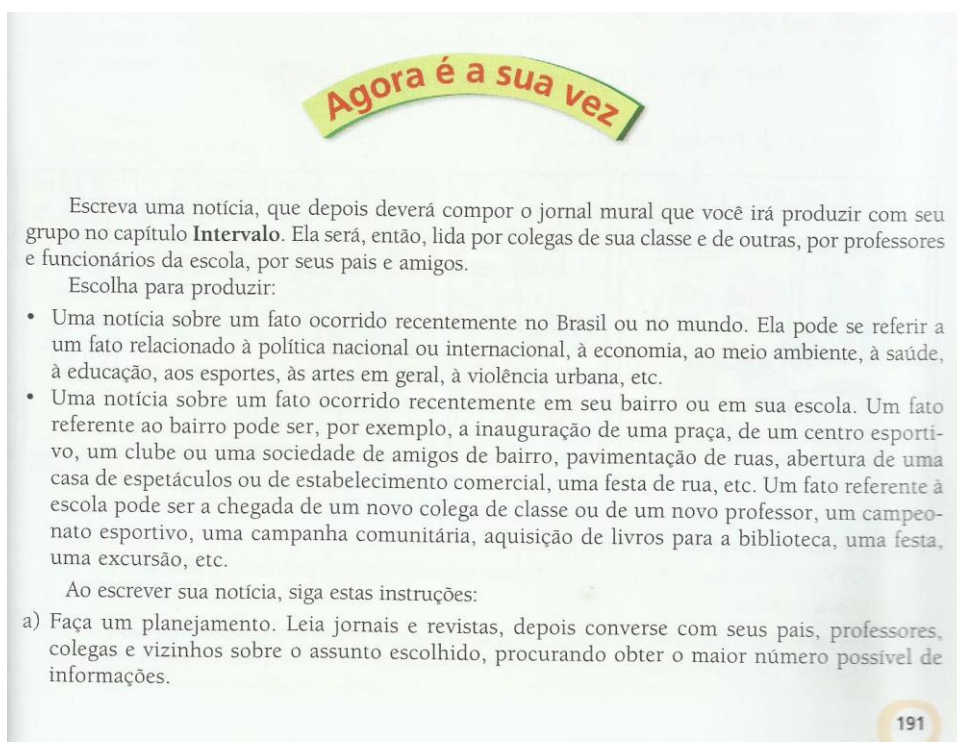 Agora é a sua vez
Escreva uma notícia, que depois deverá compor o jornal mural que você irá produzir com seu
grupo no capítulo Intervalo. Ela será, então, lida por colegas de sua classe e de outras, por professores
e funcionários da escola, por seus pais e amigos.
Escolha para produzir:
• Uma notícia sobre um fato ocorrido recentemente no Brasil ou no mundo. Ela pode se referir a
um fato relacionado à política nacional ou internacional, à economia, ao meio ambiente, à saúde,
à educação, aos esportes, às artes em geral, à violência urbana, etc.
• Uma notícia sobre um fato ocorrido recentemente em seu bairro ou em sua escola. Um fato
referente ao bairro pode ser, por exemplo, a inauguração de uma praça, de um centro esporti-
vo, um clube ou uma sociedade de amigos de bairro, pavimentação de ruas, abertura de uma
casa de espetáculos ou de estabelecimento comercial, uma festa de rua, etc. Um fato referente à
escola pode ser a chegada de um novo colega de classe ou de um novo professor, um campeo-
nato esportivo, uma campanha comunitária, aquisição de livros para a biblioteca, uma festa,
uma excursão, etc.
Ao escrever sua notícia, siga estas instruções:
a) Faça um planejamento. Leia jornais e revistas, depois converse com seus pais, professores,
colegas e vizinhos sobre o assunto escolhido, procurando obter o maior número possível de
informações.
191